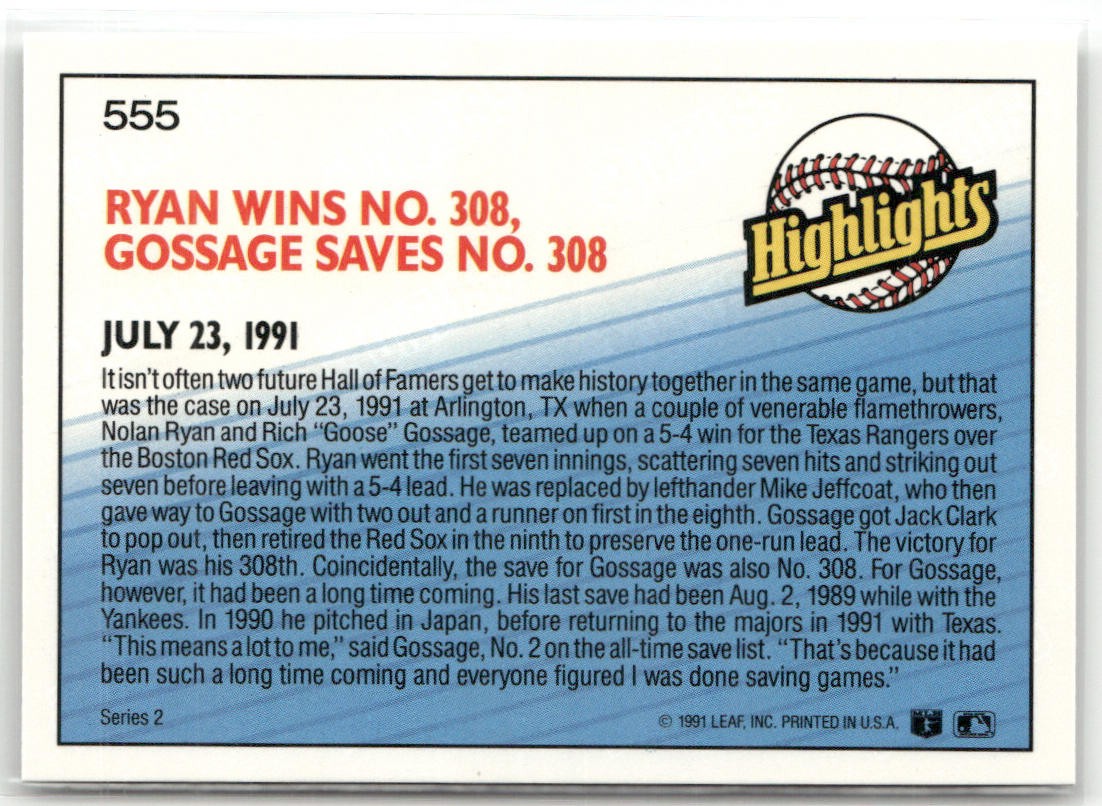 555
Highlights
RYAN WINS NO. 308,
GOSSAGE SAVES NO. 308
JULY 23, 1991
It isn't often two future Hall of Famers get to make history together in the same game, but that
was the case on July 23, 1991 at Arlington, TX when a couple of venerable flamethrowers,
Nolan Ryan and Rich “Goose” Gossage, teamed up on a 5-4 win for the Texas Rangers over
the Boston Red Sox. Ryan went the first seven innings, scattering seven hits and striking out
seven before leaving with a 5-4 lead. He was replaced by lefthander Mike Jeffcoat, who then
gave way to Gossage with two out and a runner on first in the eighth. Gossage got Jack Clark
to pop out, then retired the Red Sox in the ninth to preserve the one-run lead. The victory for
Ryan was his 308th. Coincidentally, the save for Gossage was also No. 308. For Gossage,
however, it had been a long time coming. His last save had been Aug. 2, 1989 while with the
Yankees. In 1990 he pitched in Japan, before returning to the majors in 1991 with Texas.
“This means a lot to me,” said Gossage, No. 2 on the all-time save list. “That's because it had
been such a long time coming and everyone figured I was done saving games.”
Series 2
© 1991 LEAF, INC. PRINTED IN U.S.A.